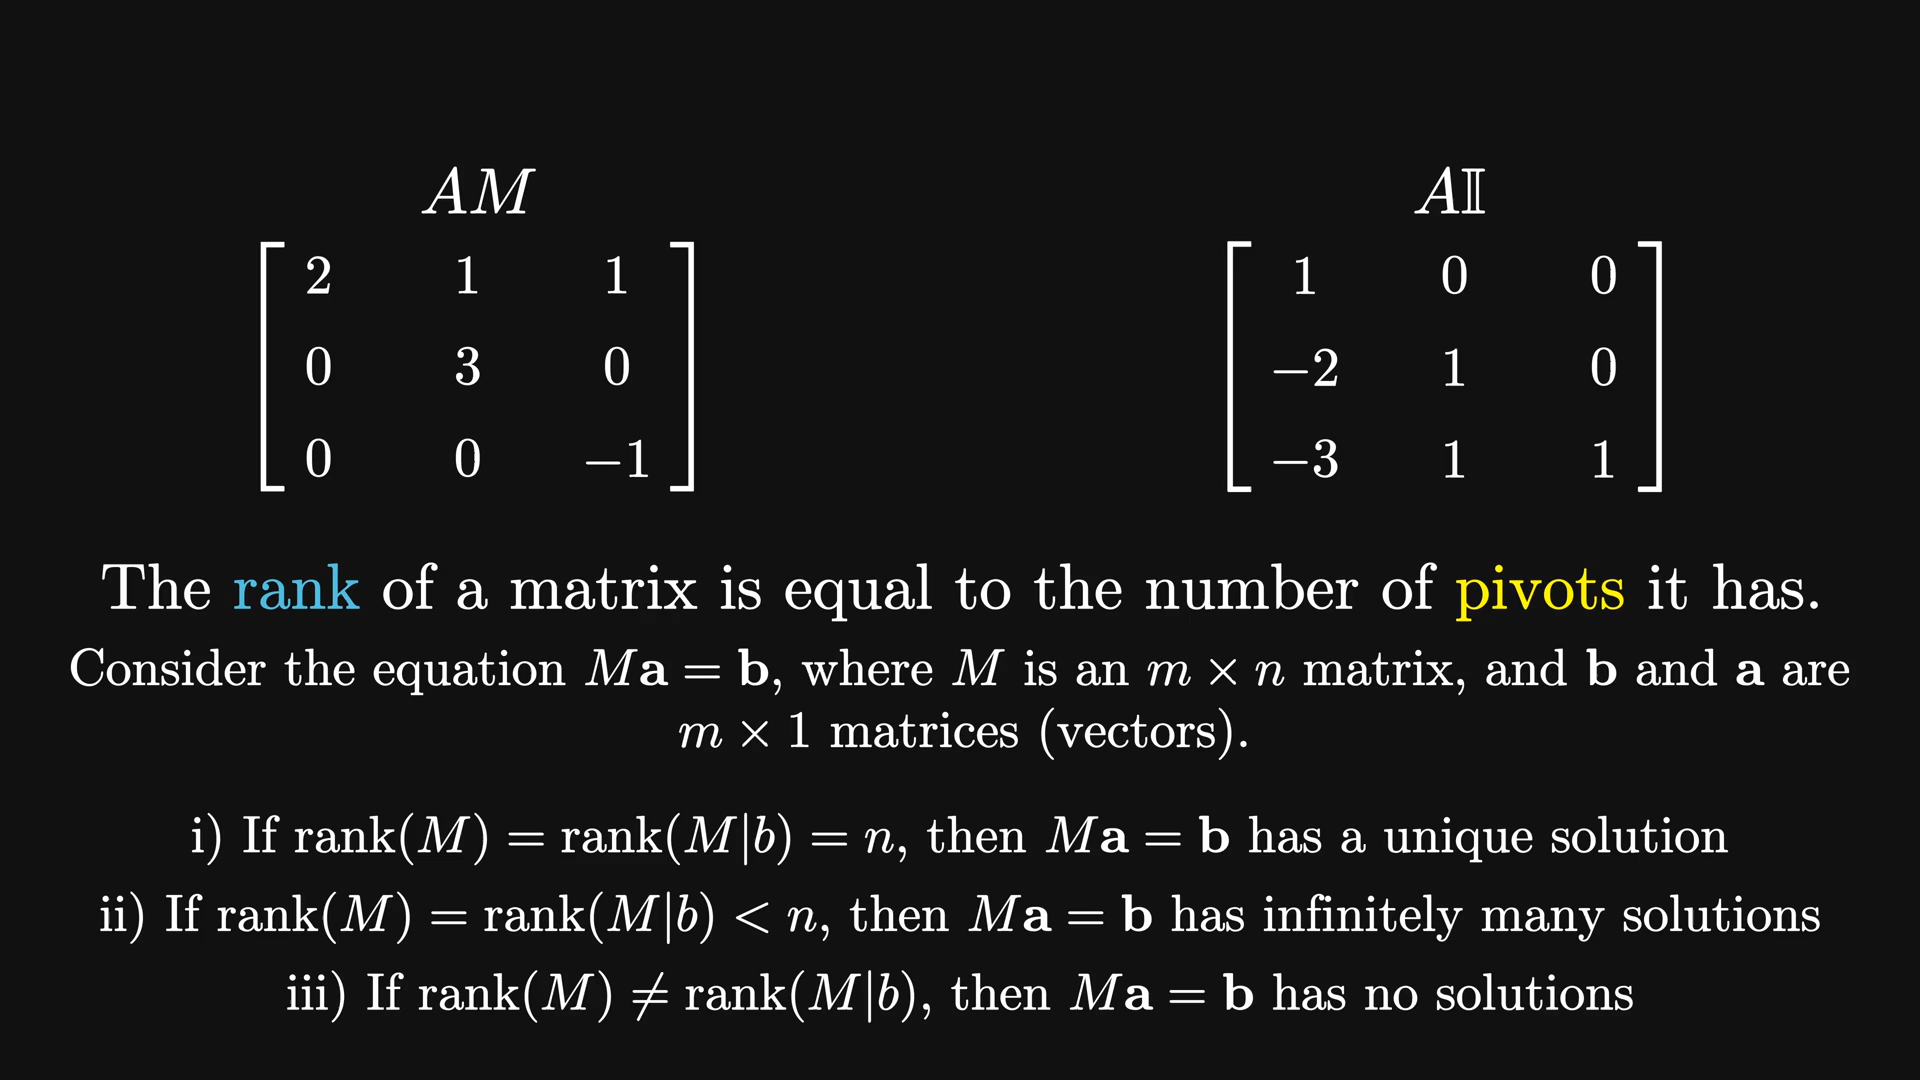 AM
A𝕀
2 1 1
0 3 0
0 0 −1
1 0 0
−2 1 0
−3 1 1
The rank of a matrix is equal to the number of pivots it has.
Consider the equation Ma = b, where M is an m × n matrix, and b and a are
m × 1 matrices (vectors).
i) If rank(M) = rank(M|b) = n, then Ma = b has a unique solution
ii) If rank(M) = rank(M|b) < n, then Ma = b has infinitely many solutions
iii) If rank(M) ≠ rank(M|b), then Ma = b has no solutions